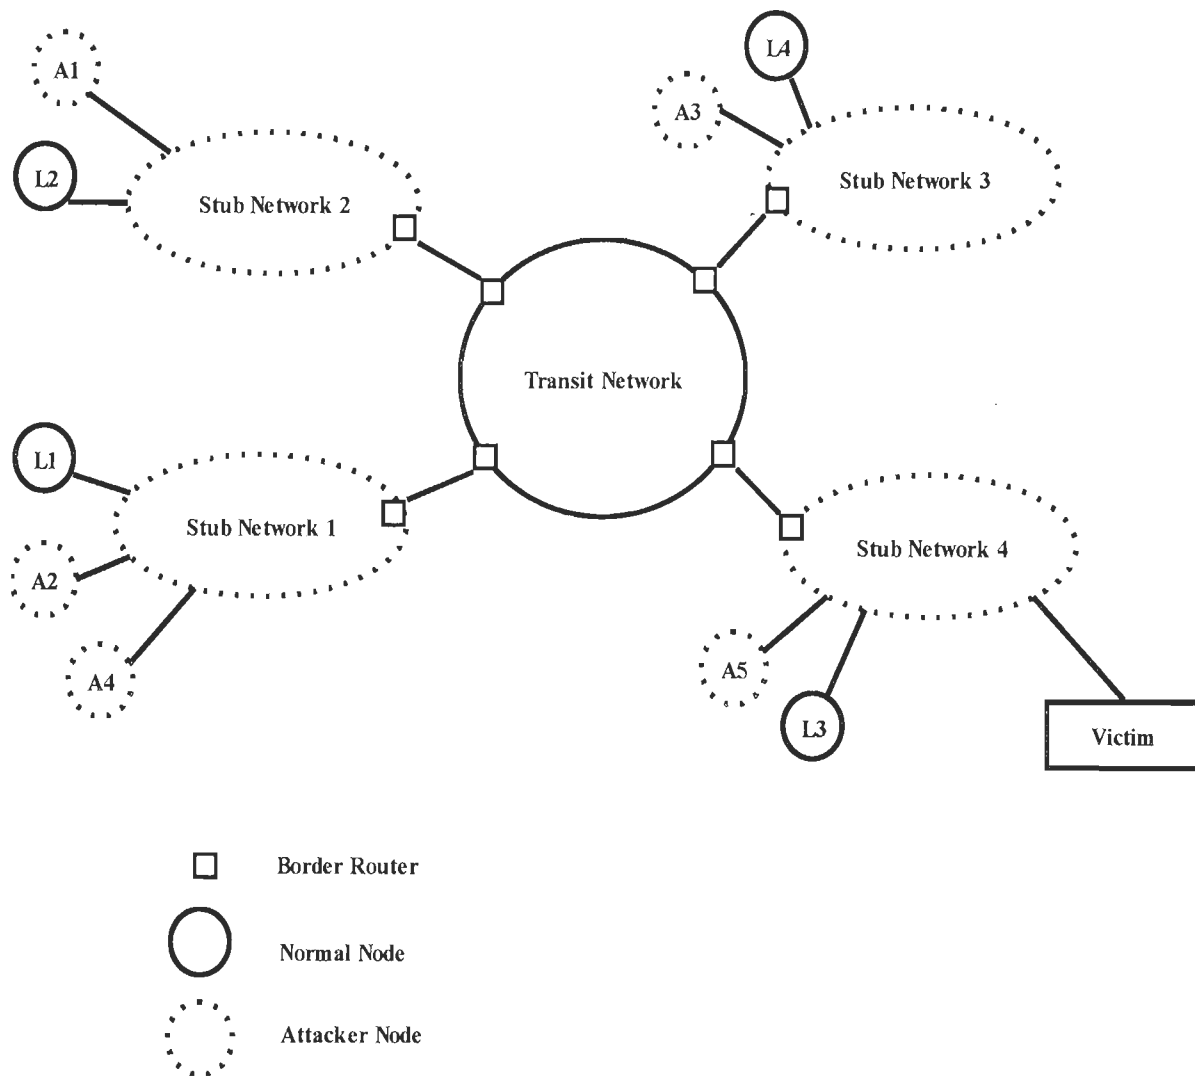 L4
A1
A3
L2
Stub Network 2
Stub Network 3
Transit Network
L1
Stub Network 1
Stub Network 4
A2
A4
A5
L3
Victim
Border Router
Normal Node
Attacker Node